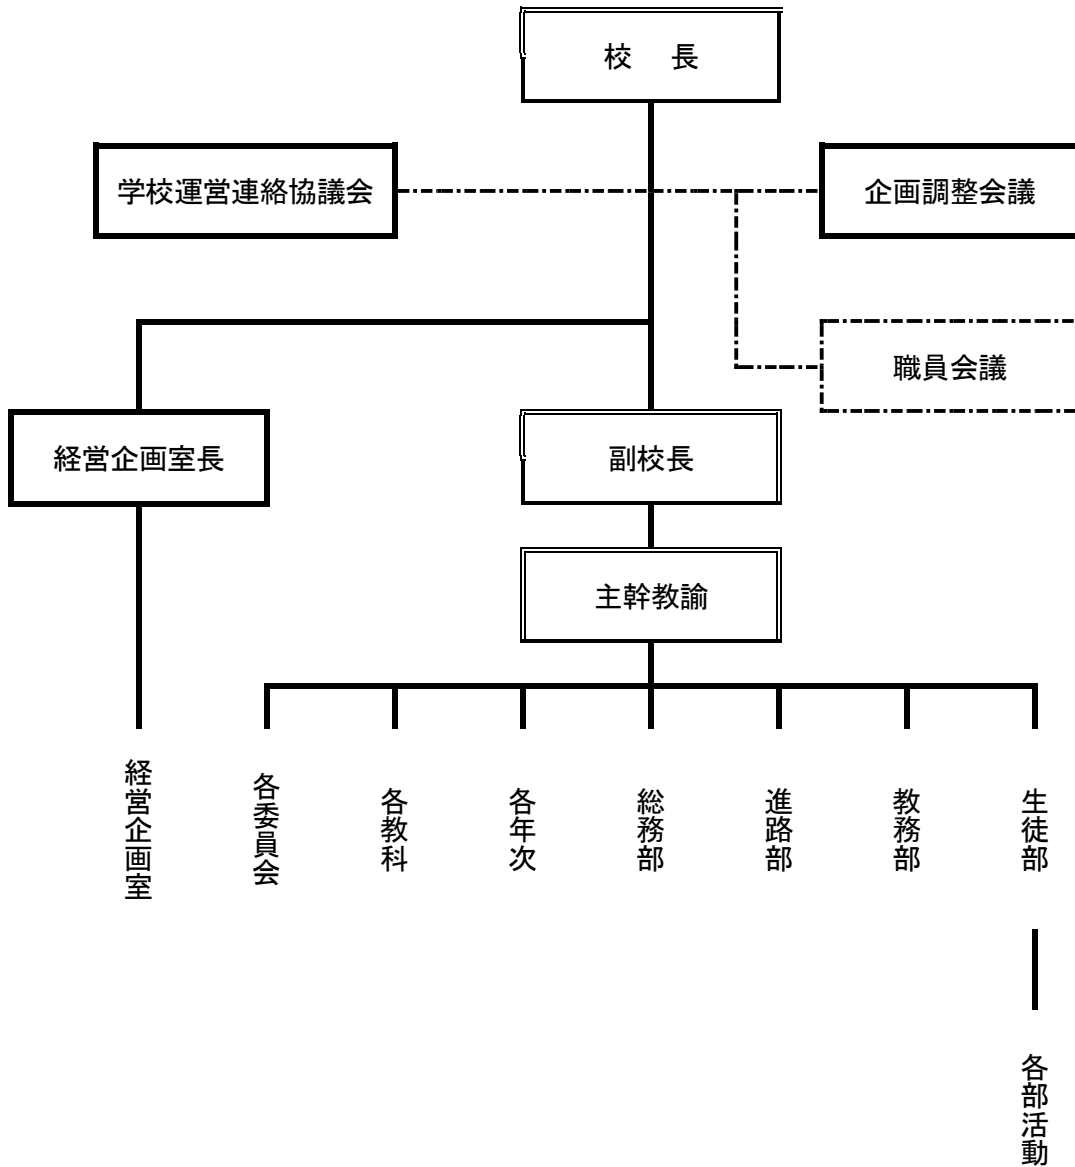 校 長
学校運営連絡協議会
企画調整会議
職員会議
経営企画室長
副校長
主幹教諭
経営企画室
各委員会
各教科
各年次
総務部
進路部
教務部
生徒部
各部活動